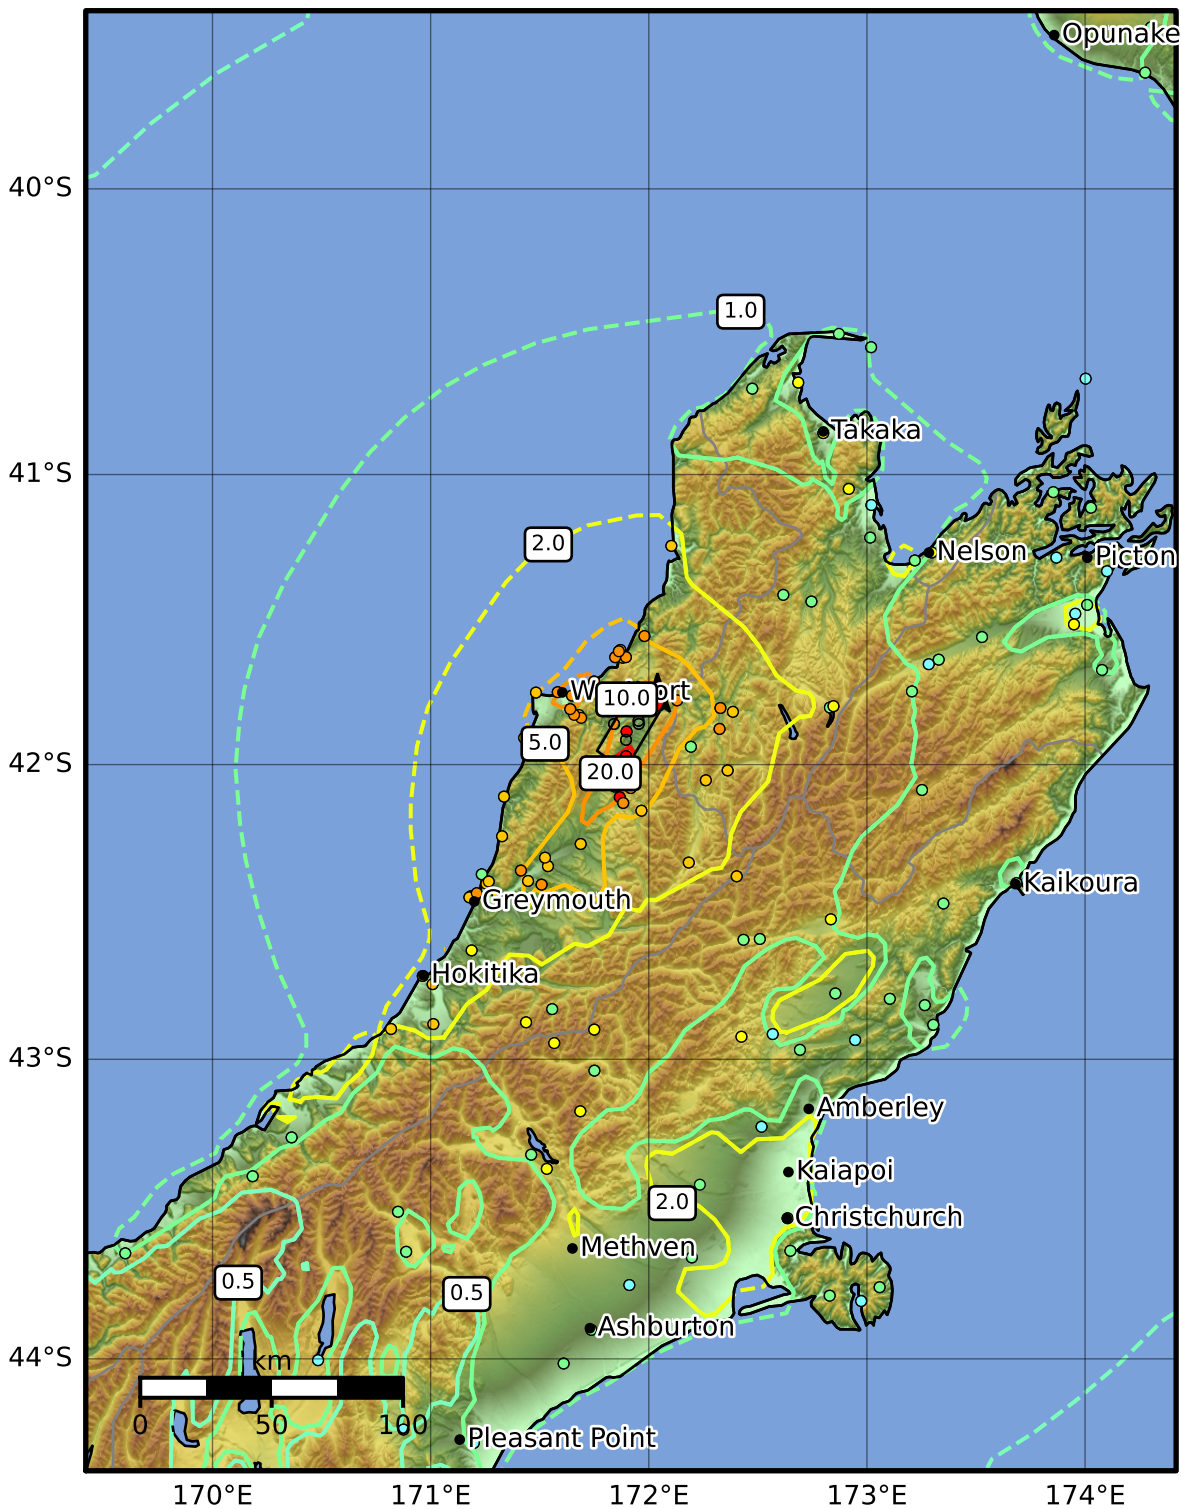 Opunake
40°S
1.0
Takaka
41°S
2.0
Nelson
Picton
W port
10.0
5.0
20.0
42°S
Kaikoura
Greymouth
Hokitika
43°S
Amberley
Kaiapoi
2.0
Christchurch
Methven
0.5
0.5
Ashburton
44°S
km
0 50 100
Pleasant Point
170°E 171°E 172°E 173°E 174°E